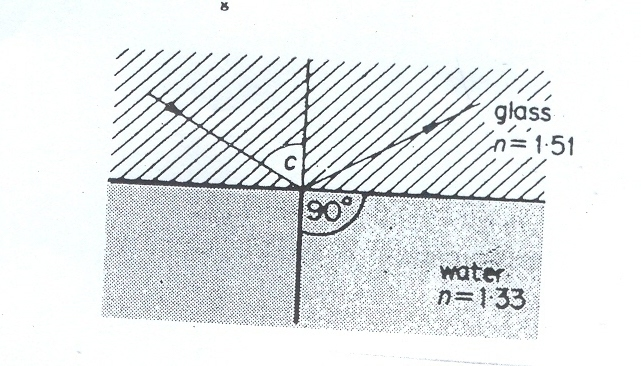 g
glass
n=1·51
c
90°
water
n=1·33